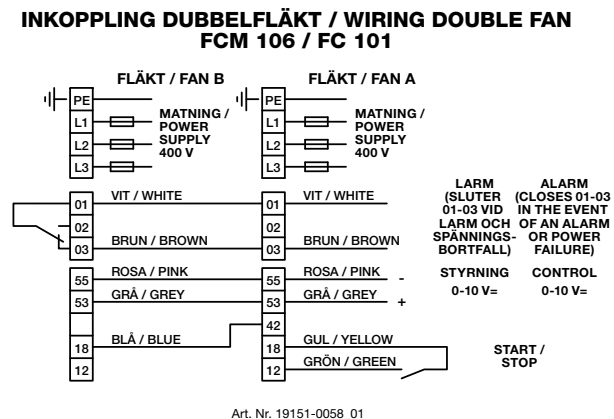 INKOPPLING DUBBELFLÄKT / WIRING DOUBLE FAN
FCM 106 / FC 101
FLÄKT / FAN B
FLÄKT / FAN A
PE
L1
L2
L3
MATNING /
POWER
SUPPLY
400 V
PE
L1
L2
L3
MATNING /
POWER
SUPPLY
400 V
01
02
03
VIT / WHITE
BRUN / BROWN
01
02
03
VIT / WHITE
BRUN / BROWN
LARM
(SLUTER
01-03 VID
LARM OCH
SPÄNNINGS-
BORTFALL)
ALARM
(CLOSES 01-03
IN THE EVENT
OF AN ALARM
OR POWER
FAILURE)
55
53
18
12
ROSA / PINK
GRÅ / GREY
BLÅ / BLUE
55
53
42
18
12
ROSA / PINK -
GRÅ / GREY +
GUL / YELLOW
GRÖN / GREEN
STYRNING
0-10 V=
CONTROL
0-10 V=
START /
STOP
Art. Nr. 19151-0058_01